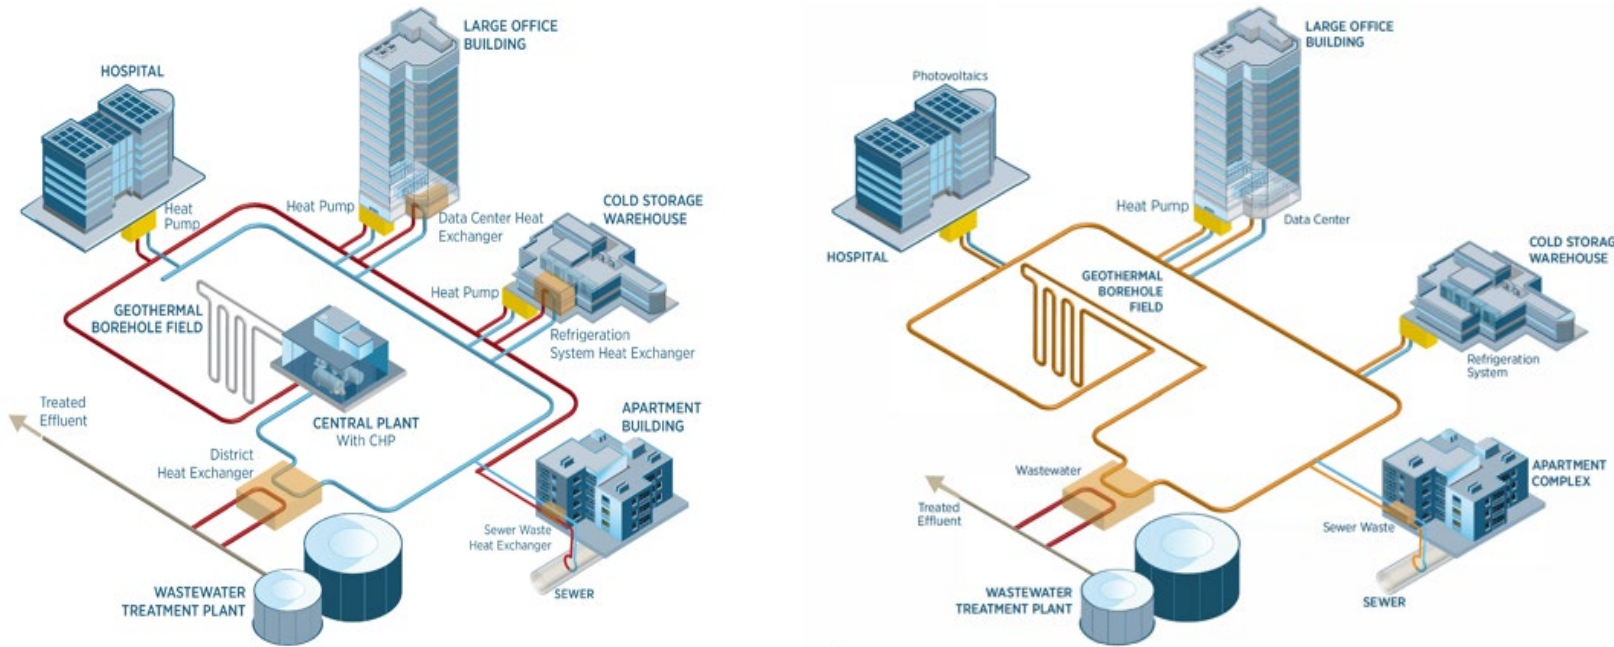 LARGE OFFICE
BUILDING
HOSPITAL
Heat
Pump
Heat Pump
Data Center Heat
Exchanger
COLD STORAGE
WAREHOUSE
Heat Pump
GEOTHERMAL
BOREHOLE FIELD
Refrigeration
System Heat Exchanger
Treated
Effluent
CENTRAL PLANT
With CHP
APARTMENT
BUILDING
District
Heat Exchanger
Sewer Waste
Heat Exchanger
WASTEWATER
TREATMENT PLANT
SEWER
LARGE OFFICE
BUILDING
Photovoltaics
Heat Pump
Data Center
HOSPITAL
COLD STORAG
WAREHOUSE
GEOTHERMAL
BOREHOLE
FIELD
Refrigeration
System
Wastewater
APARTMENT
COMPLEX
Treated
Effluent
Sewer Waste
WASTEWATER
TREATMENT PLANT
SEWER